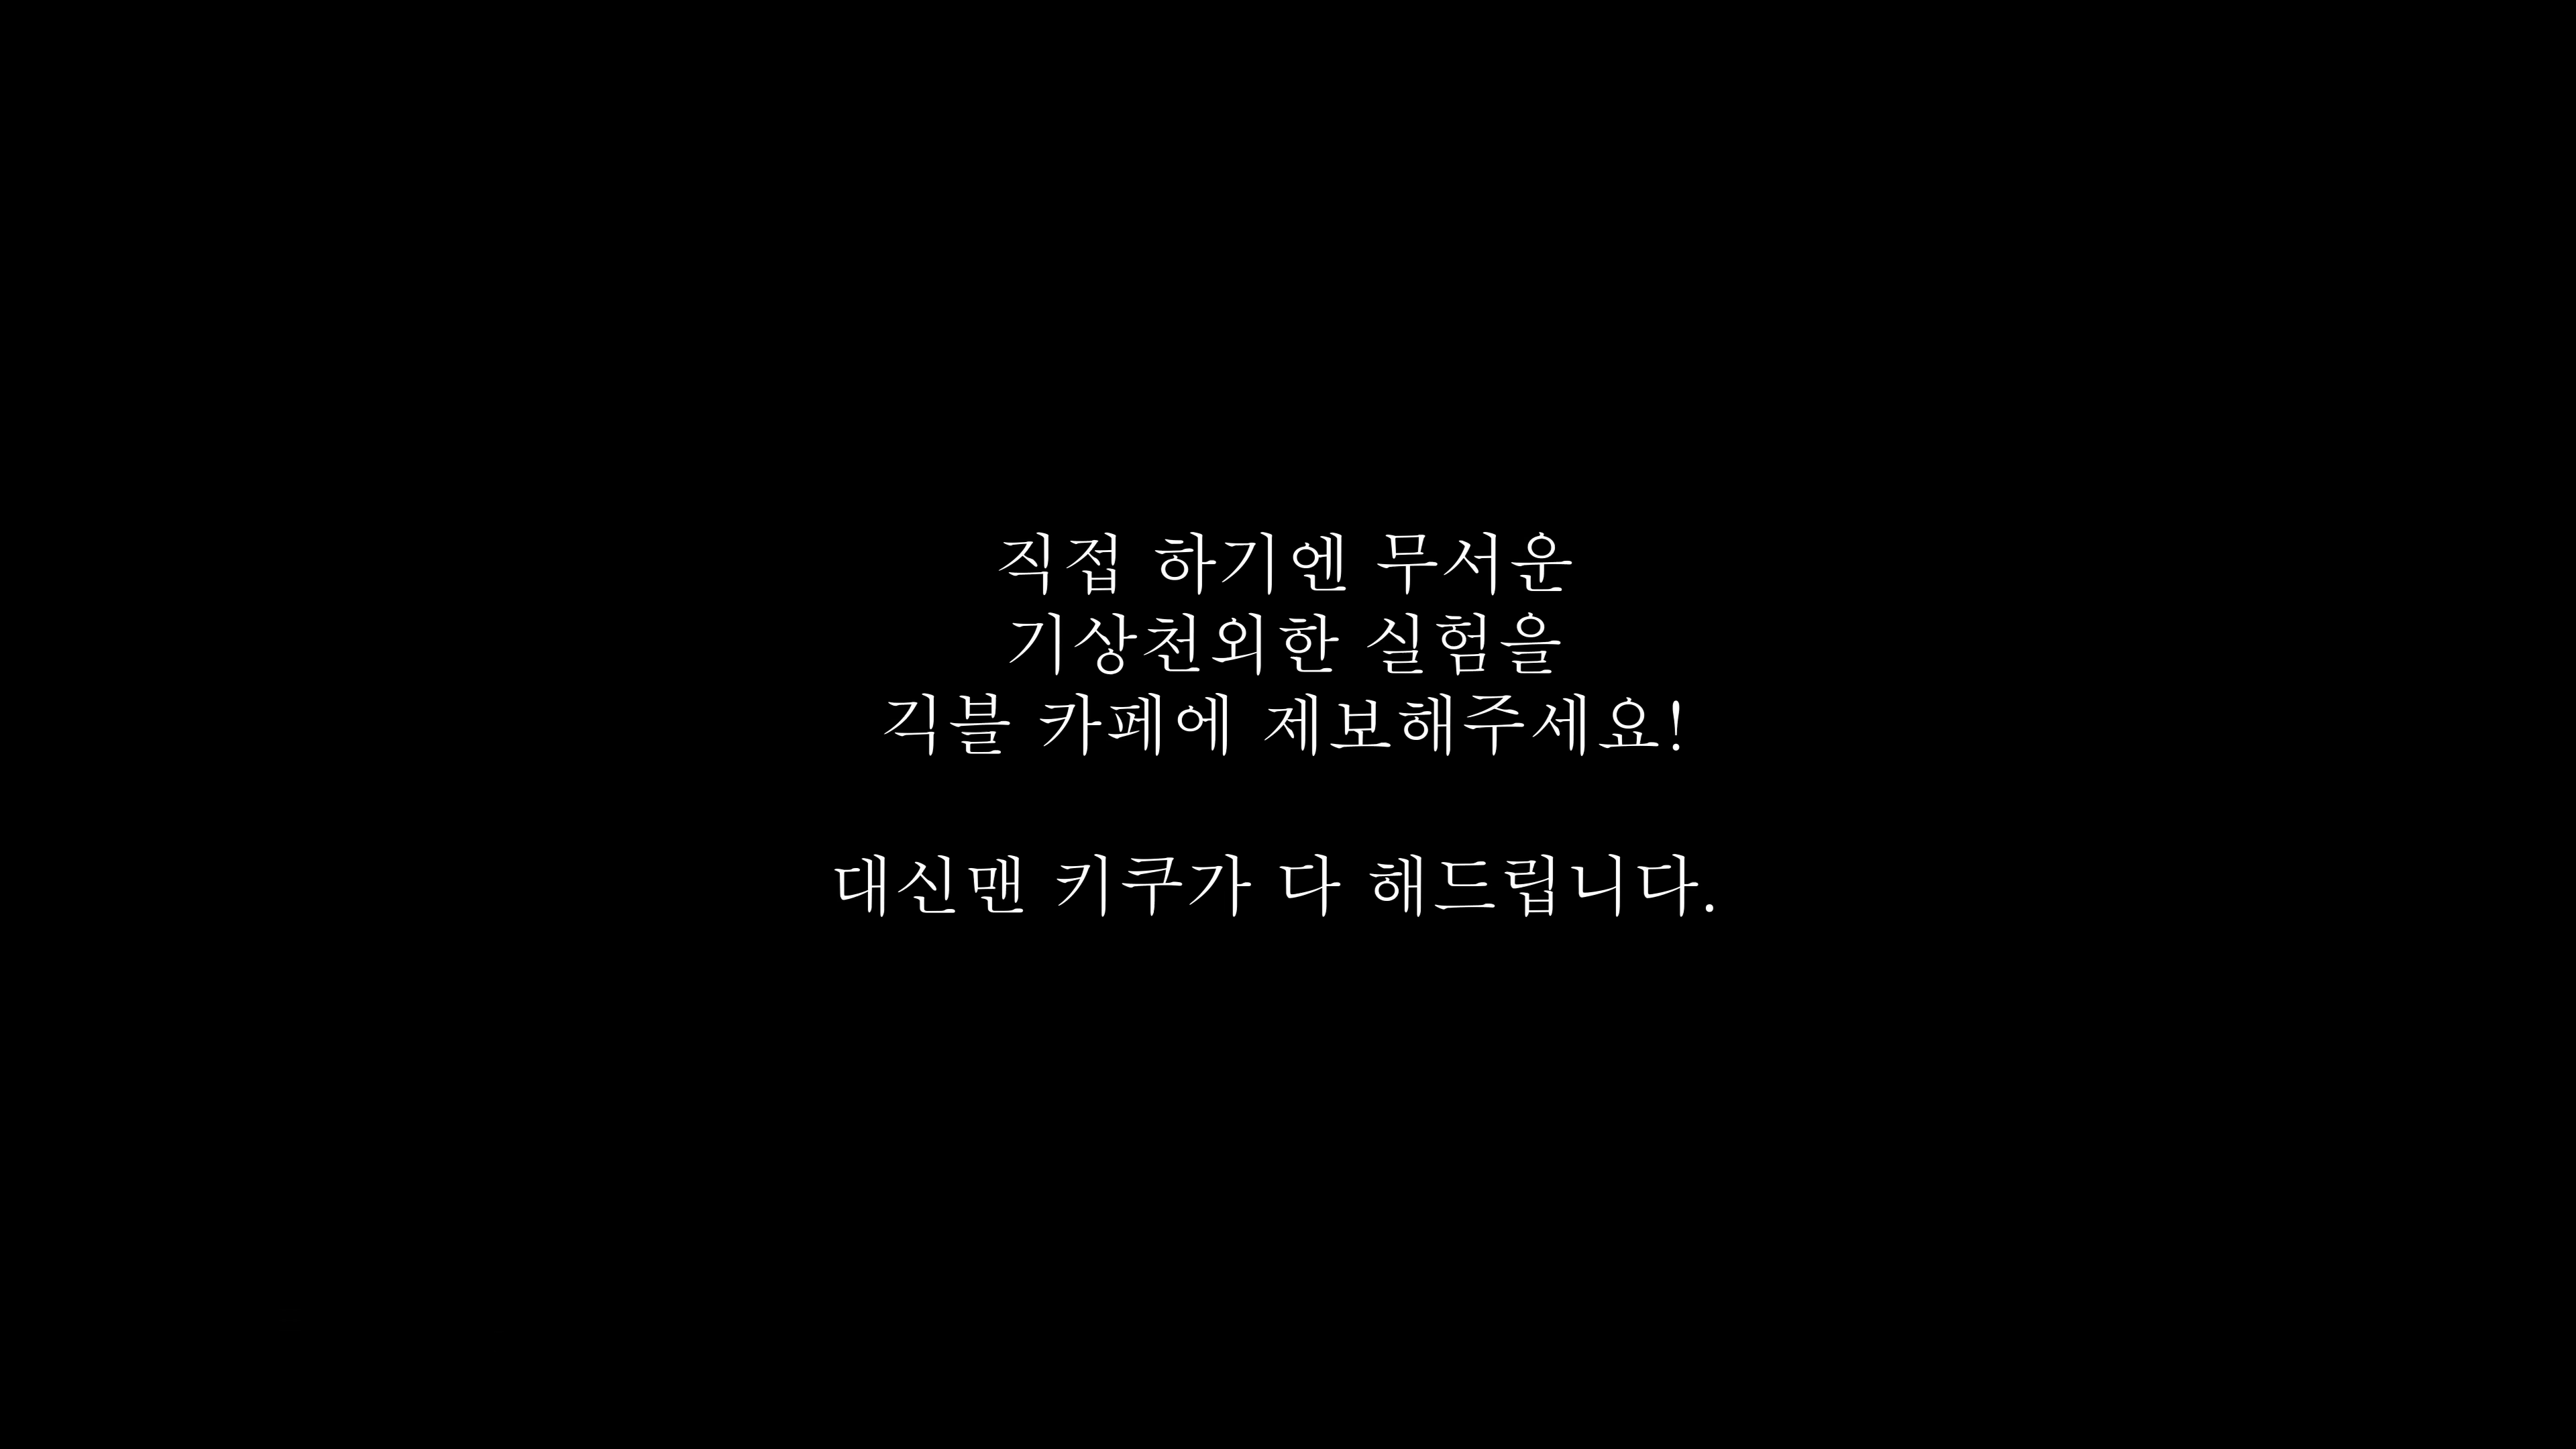 직접 하기엔 무서운
기상천외한 실험을
긱블 카페에 제보해주세요!
대신맨 키쿠가 다 해드립니다.